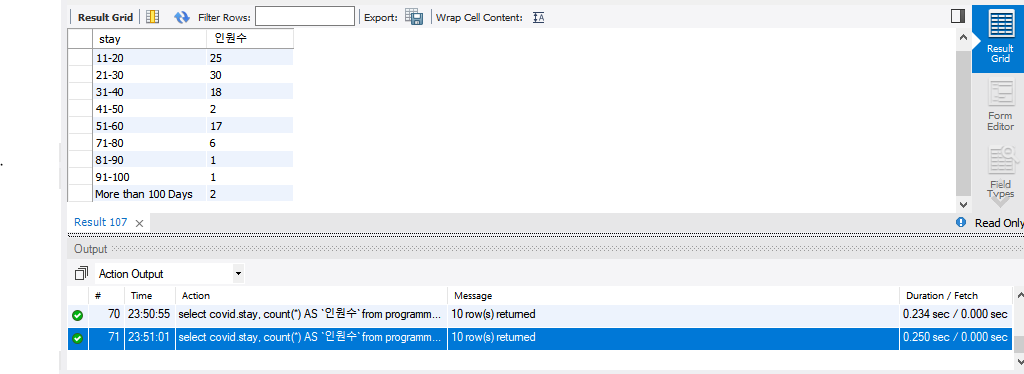 Result Grid Filter Rows: Export: Wrap Cell Content: IA
stay 인원수
11-20 25
21-30 30
31-40 18
41-50 2
51-60 17
71-80 6
81-90 1
91-100 1
More than 100 Days 2
Result Grid
Form Editor
Field Types
Result 107 × Read Only
Output
Action Output
# Time Action Message Duration / Fetch
70 23:50:55 select covid.stay, count(*) AS `인원수` from programm... 10 row(s) returned 0.234 sec / 0.000 sec
71 23:51:01 select covid.stay, count(*) AS `인원수` from programm... 10 row(s) returned 0.250 sec / 0.000 sec